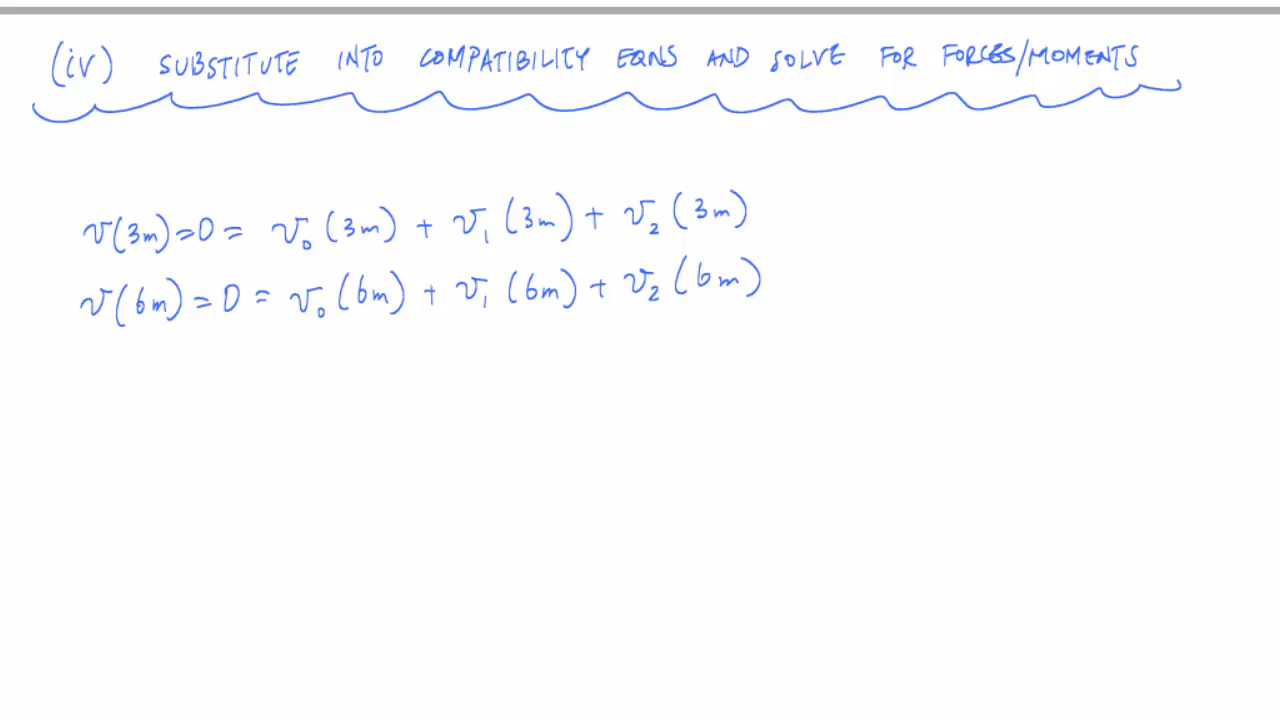 (iv) SUBSTITUTE INTO COMPATIBILITY EQNS AND SOLVE FOR FORCES/MOMENTS
v(3m)=0= v₀(3m) + v₁(3m) + v₂(3m)
v(6m)=0= v₀(6m) + v₁(6m) + v₂(6m)